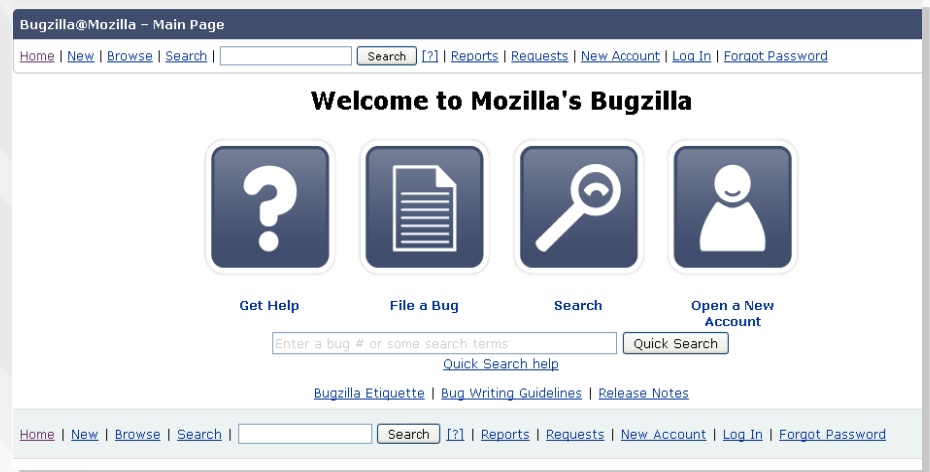 Bugzilla@Mozilla – Main Page
Home | New | Browse | Search | Search [?] | Reports | Requests | New Account | Log In | Forgot Password
Welcome to Mozilla's Bugzilla
Get Help File a Bug Search Open a New Account
Enter a bug # or some search terms Quick Search
Quick Search help
Bugzilla Etiquette | Bug Writing Guidelines | Release Notes
Home | New | Browse | Search | Search [?] | Reports | Requests | New Account | Log In | Forgot Password